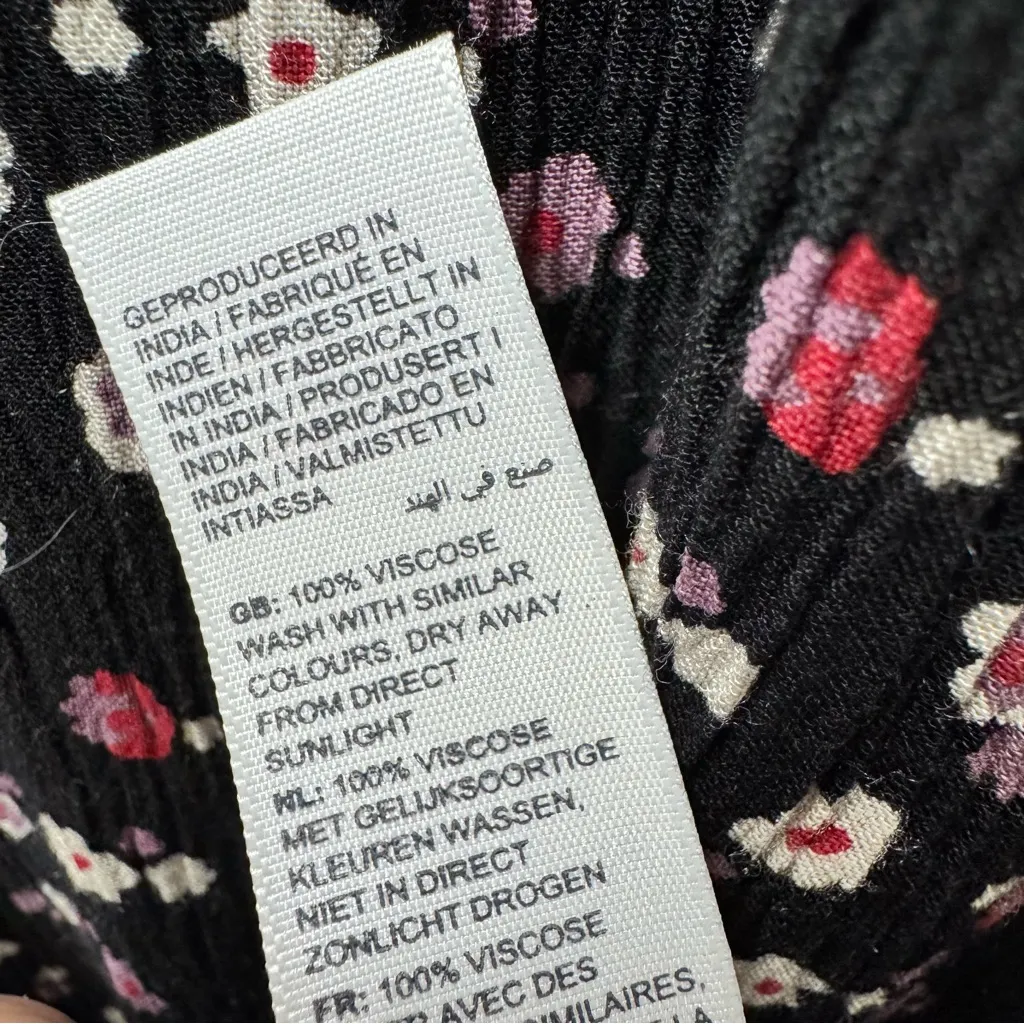 GEPRODUCEERD IN
INDIA / FABRIQUÉ EN
INDE / HERGESTELLT IN
INDIEN / FABBRICATO
IN INDIA / PRODUSERT I
INDIA / FABRICADO EN
INDIA / VALMISTETTU
INTIASSA
صنع في الهند
GB: 100% VISCOSE
WASH WITH SIMILAR
COLOURS, DRY AWAY
FROM DIRECT
SUNLIGHT
NL: 100% VISCOSE
MET GELIJKSOORTIGE
KLEUREN WASSEN,
NIET IN DIRECT
ZONLICHT DROGEN
FR: 100% VISCOSE
AVEC DES
SIMILAIRES,
LA